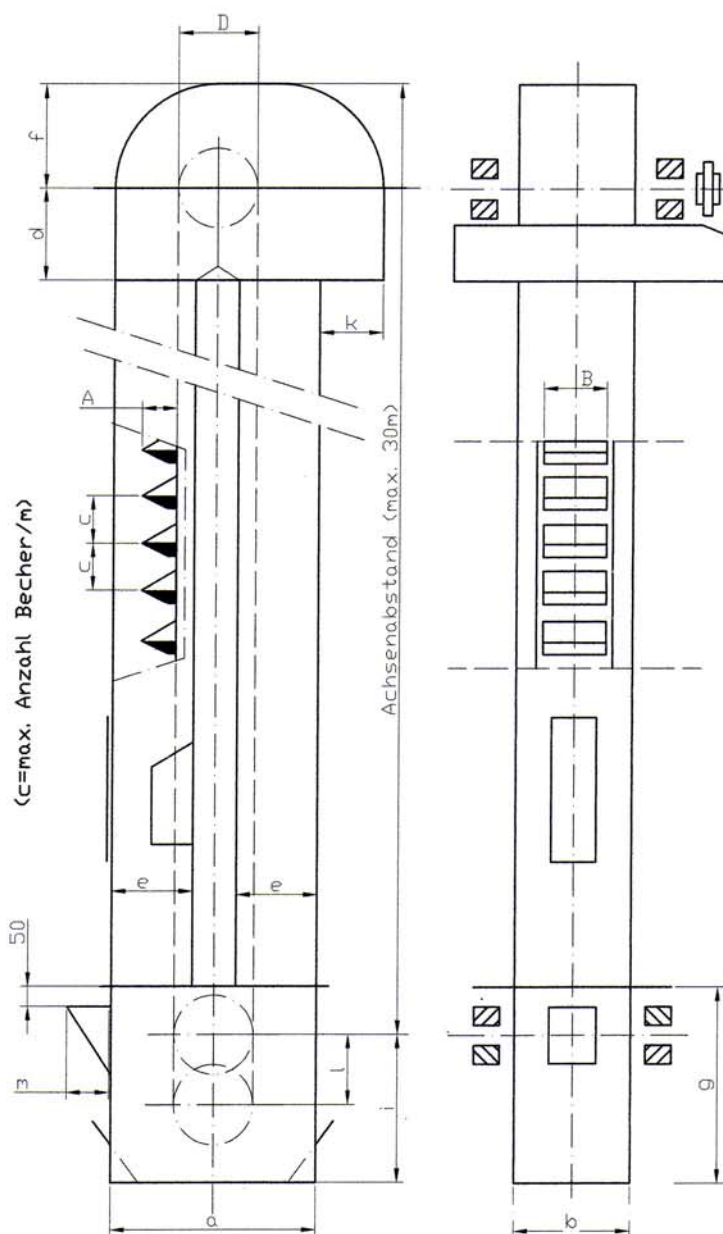 D
f
d
k
A
B
c
c
(c=max. Anzahl Becher/m)
Achsenabstand (max. 30m)
e
e
50
m
l
i
g
a
b